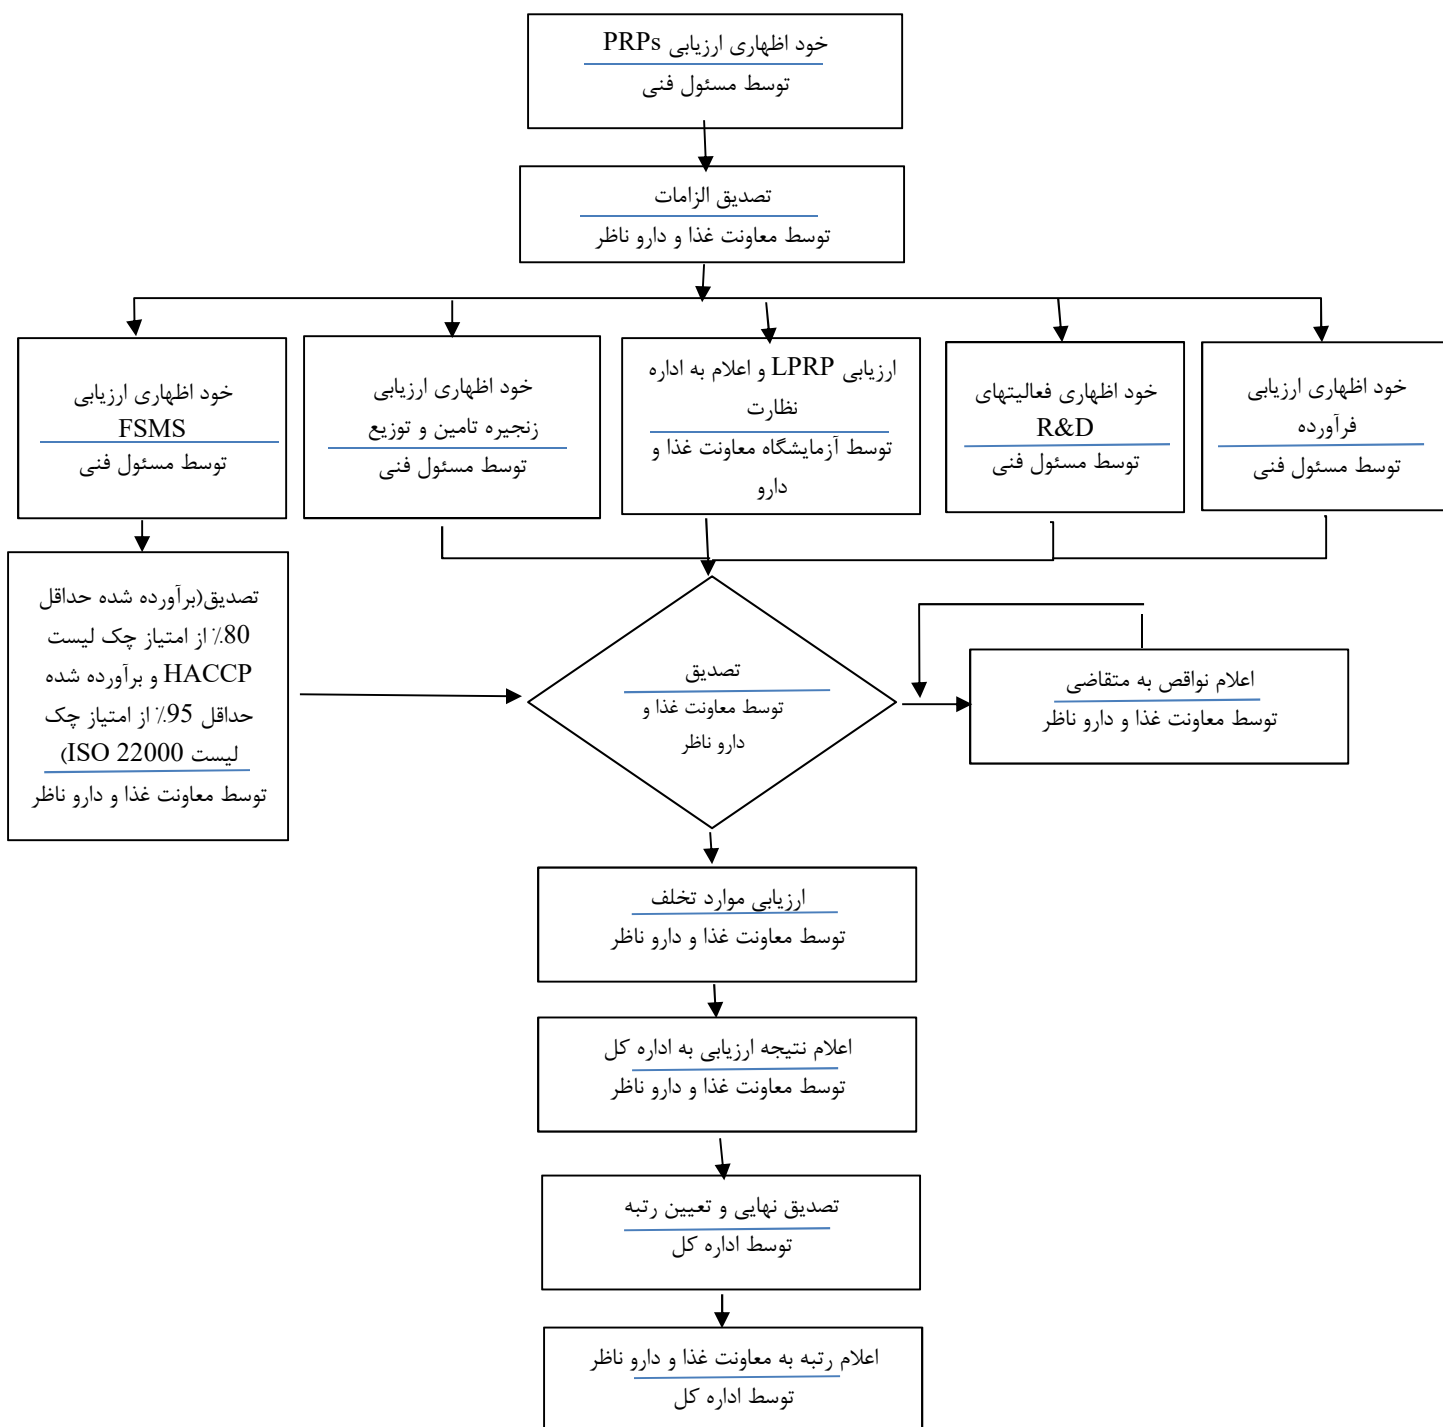 خود اظهاری ارزیابی PRPs
توسط مسئول فنی
تصدیق الزامات
توسط معاونت غذا و دارو ناظر
خود اظهاری ارزیابی
فرآورده
توسط مسئول فنی
خود اظهاری فعالیتهای
R&D
توسط مسئول فنی
ارزیابی LPRP و اعلام به اداره
نظارت
توسط آزمایشگاه معاونت غذا و
دارو
خود اظهاری ارزیابی
زنجیره تامین و توزیع
توسط مسئول فنی
خود اظهاری ارزیابی
FSMS
توسط مسئول فنی
تصدیق(برآورده شده حداقل
80٪ از امتیاز چک لیست
HACCP و برآورده شده
حداقل 95٪ از امتیاز چک
لیست ISO 22000)
توسط معاونت غذا و دارو ناظر
تصدیق
توسط معاونت غذا و
دارو ناظر
اعلام نواقص به متقاضی
توسط معاونت غذا و دارو ناظر
ارزیابی موارد تخلف
توسط معاونت غذا و دارو ناظر
اعلام نتیجه ارزیابی به اداره کل
توسط معاونت غذا و دارو ناظر
تصدیق نهایی و تعیین رتبه
توسط اداره کل
اعلام رتبه به معاونت غذا و دارو ناظر
توسط اداره کل